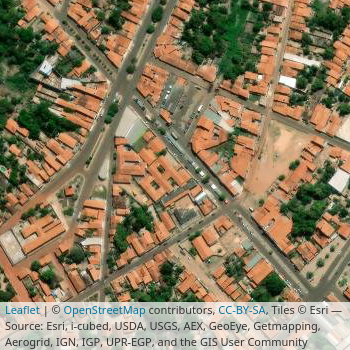 Leaflet | © OpenStreetMap contributors, CC-BY-SA, Tiles © Esri —
Source: Esri, i-cubed, USDA, USGS, AEX, GeoEye, Getmapping,
Aerogrid, IGN, IGP, UPR-EGP, and the GIS User Community